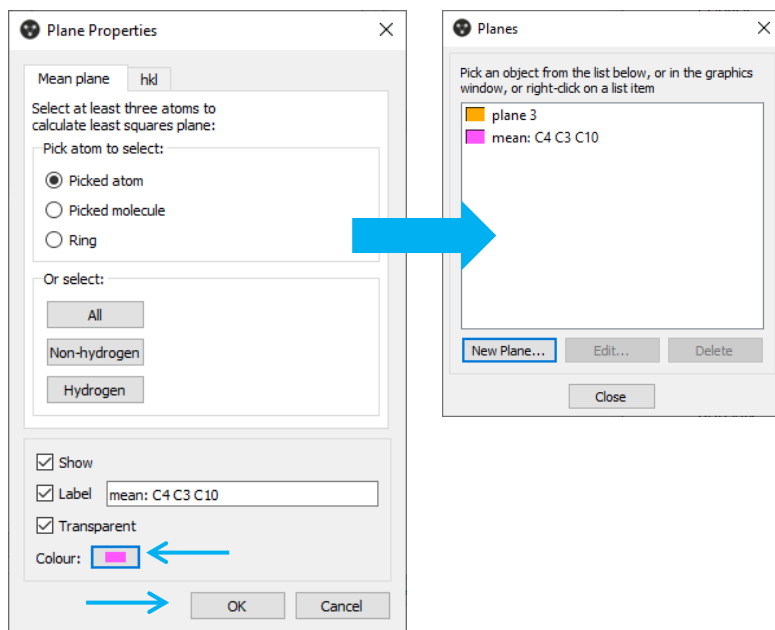 Plane Properties
Mean plane
hkl
Select at least three atoms to
calculate least squares plane:
Pick atom to select:
Picked atom
Picked molecule
Ring
Or select:
All
Non-hydrogen
Hydrogen
Show
Label mean: C4 C3 C10
Transparent
Colour:
OK
Cancel
Planes
Pick an object from the list below, or in the graphics
window, or right-click on a list item
plane 3
mean: C4 C3 C10
New Plane...
Edit...
Delete
Close